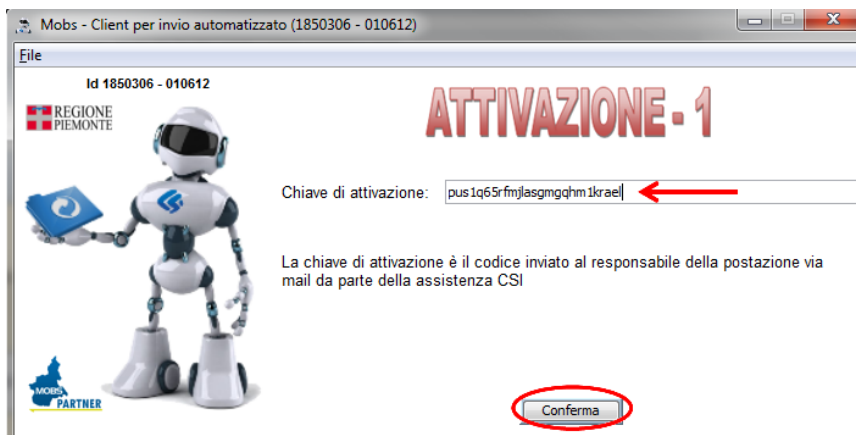 Mobs - Client per invio automatizzato (1850306 - 010612)
File
Id 1850306 - 010612
REGIONE
PIEMONTE
ATTIVAZIONE - 1
Chiave di attivazione: pus1q65rfmjlasgmgqhm1krael
La chiave di attivazione è il codice inviato al responsabile della postazione via
mail da parte della assistenza CSI
MOBS
PARTNER
Conferma